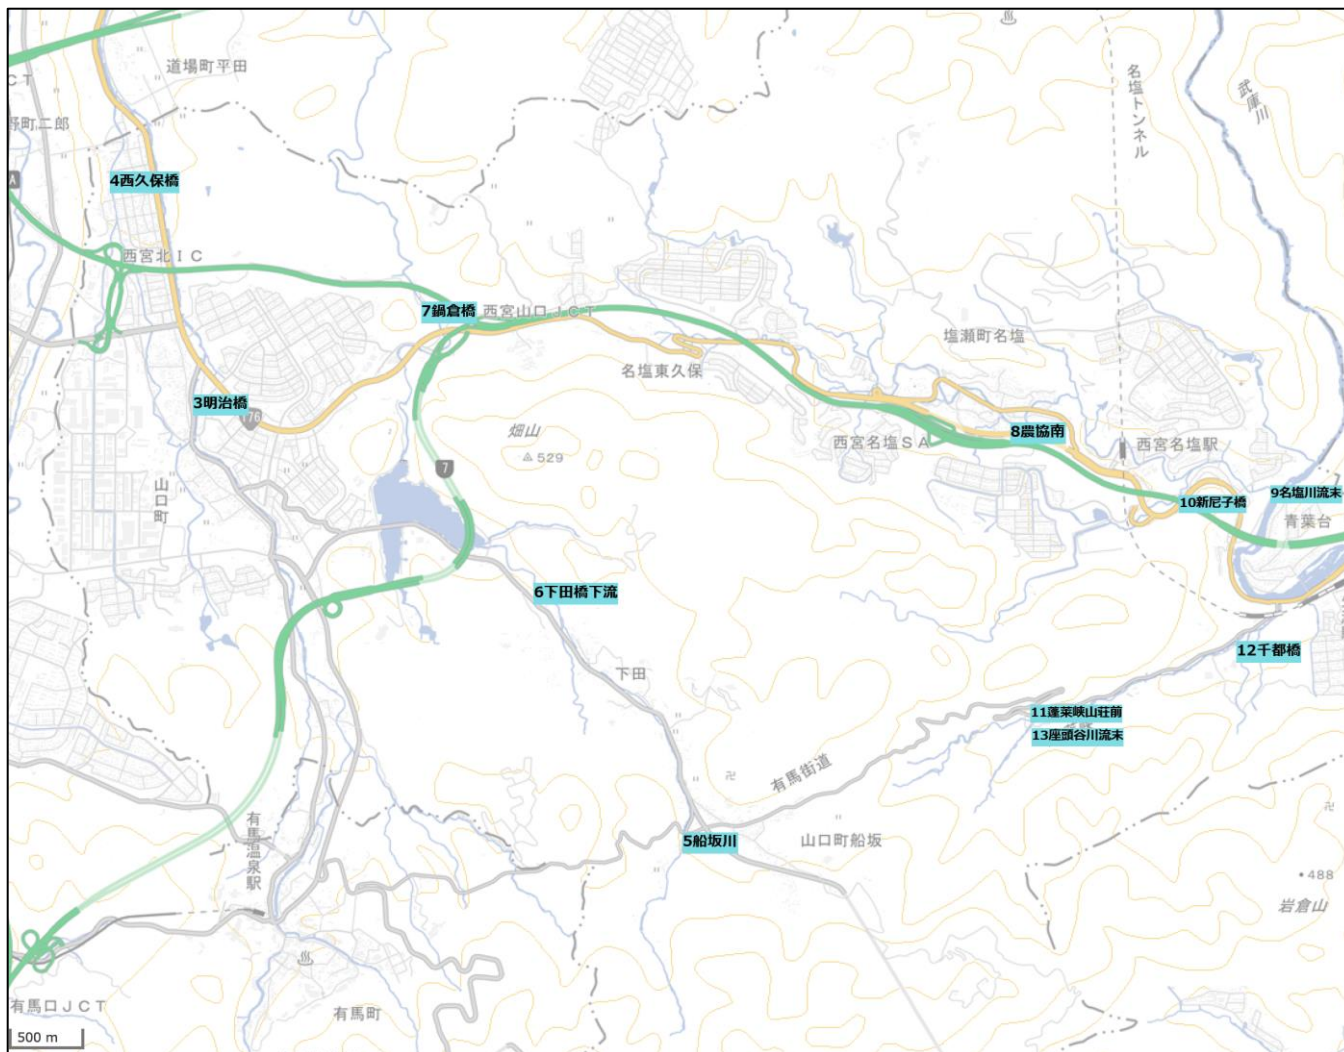 道場町平田
名塩トンネル
武庫川
ＣＴ
野町二郎
4西久保橋
西宮北ＩＣ
7鍋倉橋
西宮山口ＪＣＴ
塩瀬町名塩
名塩東久保
3明治橋
176
畑山
529
7
西宮名塩ＳＡ
8農協南
西宮名塩駅
山口町
10新尼子橋
9名塩川流末
青葉台
6下田橋下流
12千都橋
下田
11蓬莱峡山荘前
13座頭谷川流末
有馬街道
有馬温泉駅
5船坂川
山口町船坂
488
岩倉山
有馬口ＪＣＴ
有馬町
500 m